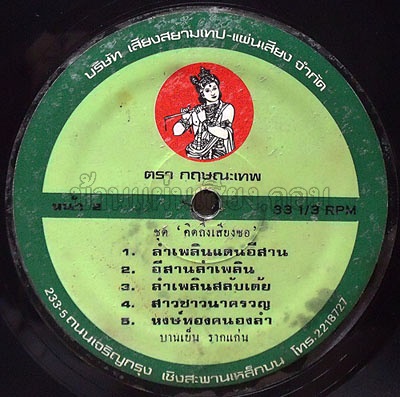 บริษัท เสียงสยามเทป-แผ่นเสียง จำกัด
ตรา กฤษณะเทพ
หน้า 2
33 1/3 RPM
ชุด 'คิดถึงเสียงซอ'
1. ลำเพลินแดนอีสาน
2. อีสานลำเพลิน
3. ลำเพลินสลับเต้ย
4. สาวชาวนาครวญ
5. หงษ์ทองคนองลำ
บานเย็น รากแก่น
233-5 ถนนเจริญกรุง เชิงสะพานเหล็กบน โทร.2218727